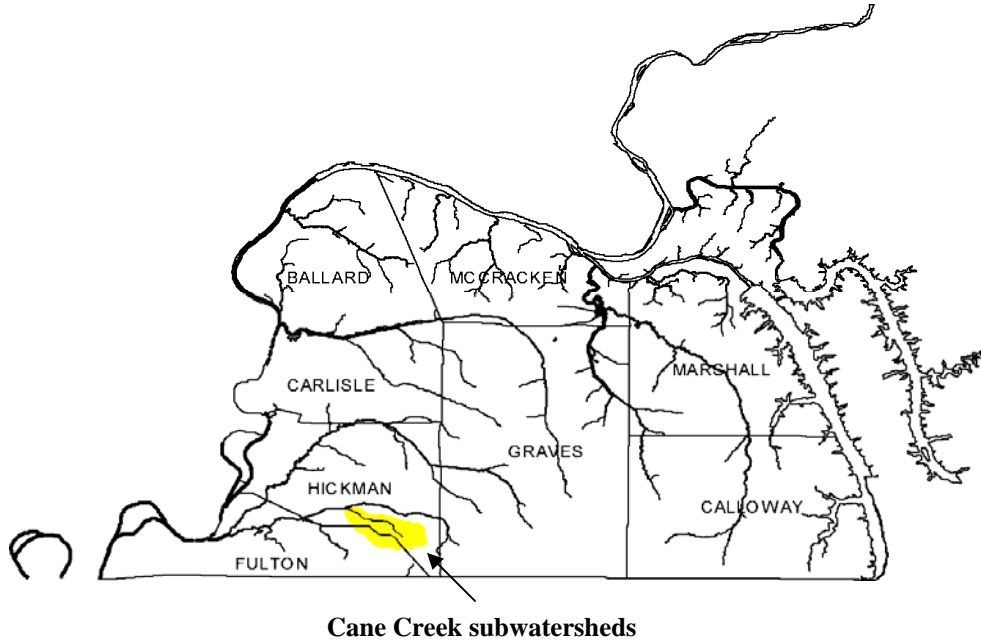 BALLARD
MCCRACKEN
CARLISLE
MARSHALL
GRAVES
HICKMAN
CALLOWAY
FULTON
Cane Creek subwatersheds